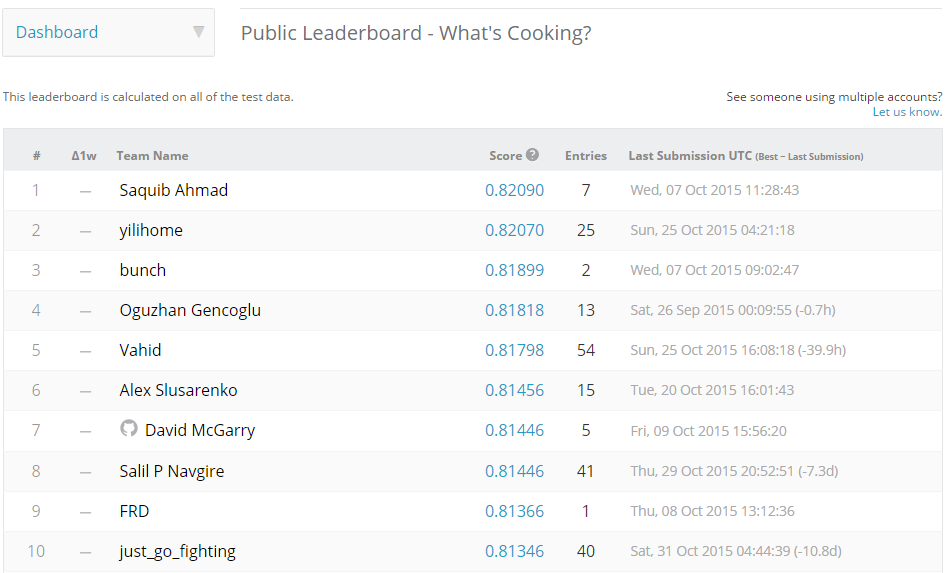 Dashboard ▼
Public Leaderboard - What's Cooking?
This leaderboard is calculated on all of the test data.
See someone using multiple accounts?
Let us know.
# Δ1w Team Name Score ? Entries Last Submission UTC (Best − Last Submission)
1 — Saquib Ahmad 0.82090 7 Wed, 07 Oct 2015 11:28:43
2 — yilihome 0.82070 25 Sun, 25 Oct 2015 04:21:18
3 — bunch 0.81899 2 Wed, 07 Oct 2015 09:02:47
4 — Oguzhan Gencoglu 0.81818 13 Sat, 26 Sep 2015 00:09:55 (-0.7h)
5 — Vahid 0.81798 54 Sun, 25 Oct 2015 16:08:18 (-39.9h)
6 — Alex Slusarenko 0.81456 15 Tue, 20 Oct 2015 16:01:43
7 — David McGarry 0.81446 5 Fri, 09 Oct 2015 15:56:20
8 — Salil P Navgire 0.81446 41 Thu, 29 Oct 2015 20:52:51 (-7.3d)
9 — FRD 0.81366 1 Thu, 08 Oct 2015 13:12:36
10 — just_go_fighting 0.81346 40 Sat, 31 Oct 2015 04:44:39 (-10.8d)